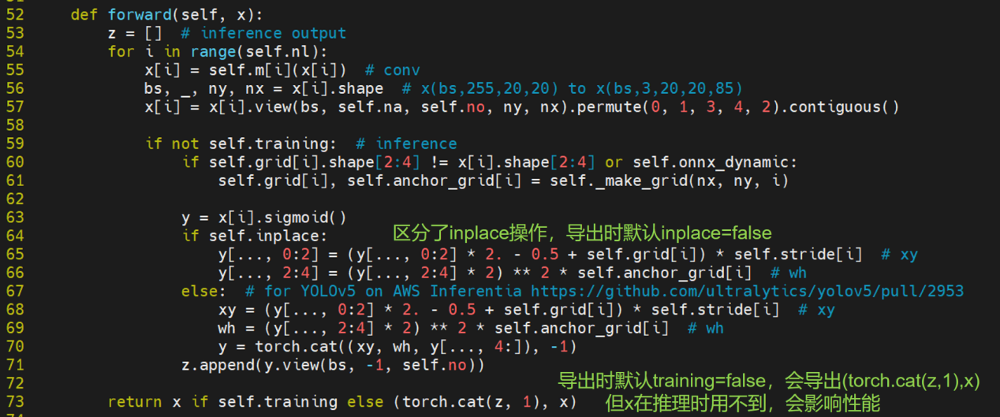 52     def forward(self, x):
53         z = []  # inference output
54         for i in range(self.nl):
55             x[i] = self.m[i](x[i])  # conv
56             bs, _, ny, nx = x[i].shape  # x(bs,255,20,20) to x(bs,3,20,20,85)
57             x[i] = x[i].view(bs, self.na, self.no, ny, nx).permute(0, 1, 3, 4, 2).contiguous()
58
59             if not self.training:  # inference
60                 if self.grid[i].shape[2:4] != x[i].shape[2:4] or self.onnx_dynamic:
61                     self.grid[i], self.anchor_grid[i] = self._make_grid(nx, ny, i)
62
63                 y = x[i].sigmoid()
64                 if self.inplace: 区分了inplace操作，导出时默认inplace=false
65                     y[..., 0:2] = (y[..., 0:2] * 2. - 0.5 + self.grid[i]) * self.stride[i]  # xy
66                     y[..., 2:4] = (y[..., 2:4] * 2) ** 2 * self.anchor_grid[i]  # wh
67                 else:  # for YOLOv5 on AWS Inferentia https://github.com/ultralytics/yolov5/pull/2953
68                     xy = (y[..., 0:2] * 2. - 0.5 + self.grid[i]) * self.stride[i]  # xy
69                     wh = (y[..., 2:4] * 2) ** 2 * self.anchor_grid[i]  # wh
70                     y = torch.cat((xy, wh, y[..., 4:]), -1)
71                 z.append(y.view(bs, -1, self.no))
72 导出时默认training=false，会导出(torch.cat(z,1),x)
73         return x if self.training else (torch.cat(z, 1), x) 但x在推理时用不到，会影响性能